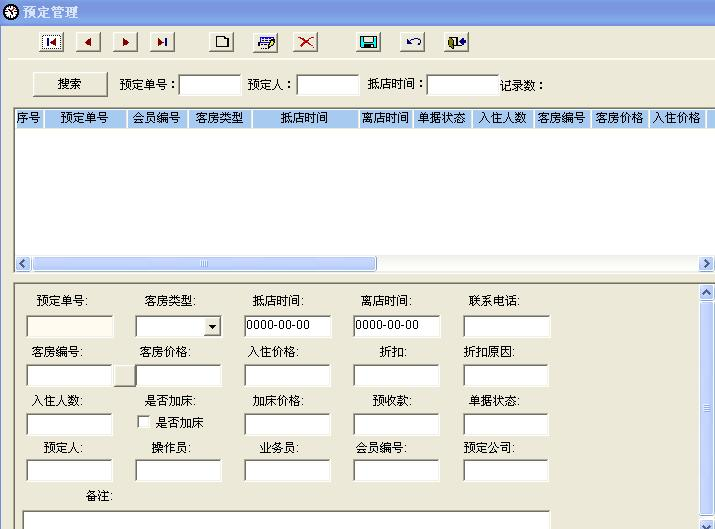 预定管理
搜索 预定单号： 预定人： 抵店时间： 记录数：
序号 预定单号 会员编号 客房类型 抵店时间 离店时间 单据状态 入住人数 客房编号 客房价格 入住价格
预定单号: 客房类型: 抵店时间: 离店时间: 联系电话:
0000-00-00 0000-00-00
客房编号: 客房价格: 入住价格: 折扣: 折扣原因:
入住人数: 是否加床: 加床价格: 预收款: 单据状态:
是否加床
预定人: 操作员: 业务员: 会员编号: 预定公司:
备注: